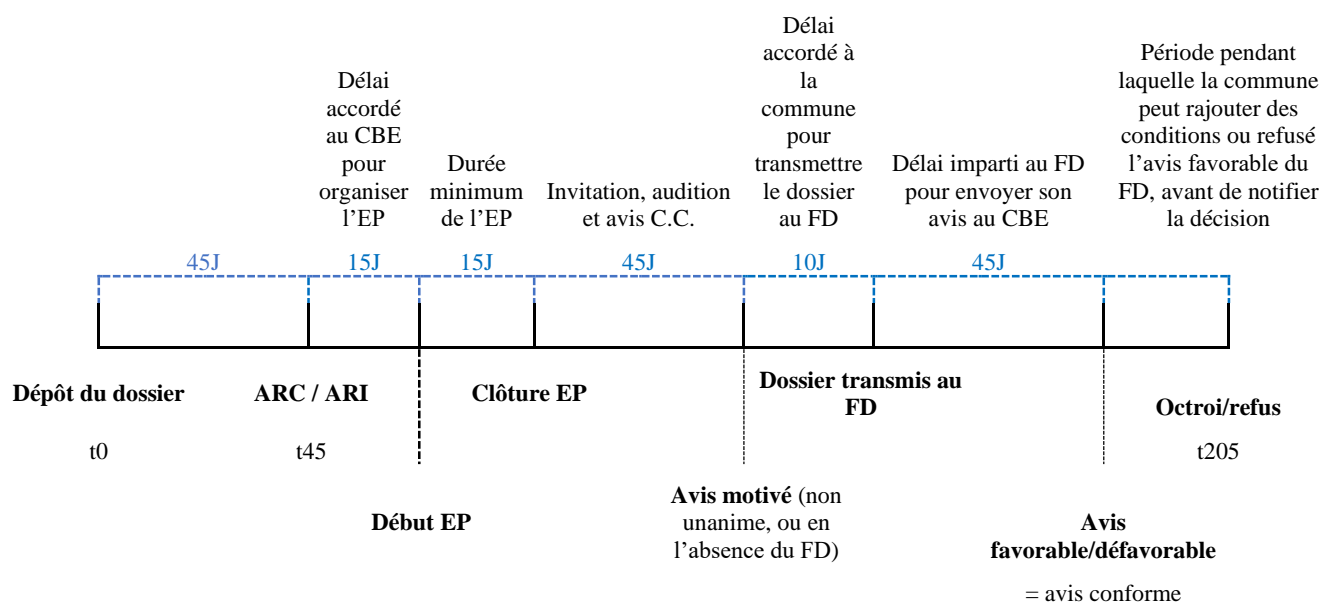 Délai
accordé
au CBE
pour
organiser
l’EP
Durée
minimum
de l’EP
Invitation, audition
et avis C.C.
Délai
accordé à
la
commune
pour
transmettre
le dossier
au FD
Délai imparti au FD
pour envoyer son
avis au CBE
Période pendant
laquelle la commune
peut rajouter des
conditions ou refusé
l’avis favorable du
FD, avant de notifier
la décision
45J
15J
15J
45J
10J
45J
Dépôt du dossier
t0
ARC / ARI
t45
Début EP
Clôture EP
Avis motivé (non
unanime, ou en
l’absence du FD)
Dossier transmis au
FD
Avis
favorable/défavorable
= avis conforme
Octroi/refus
t205